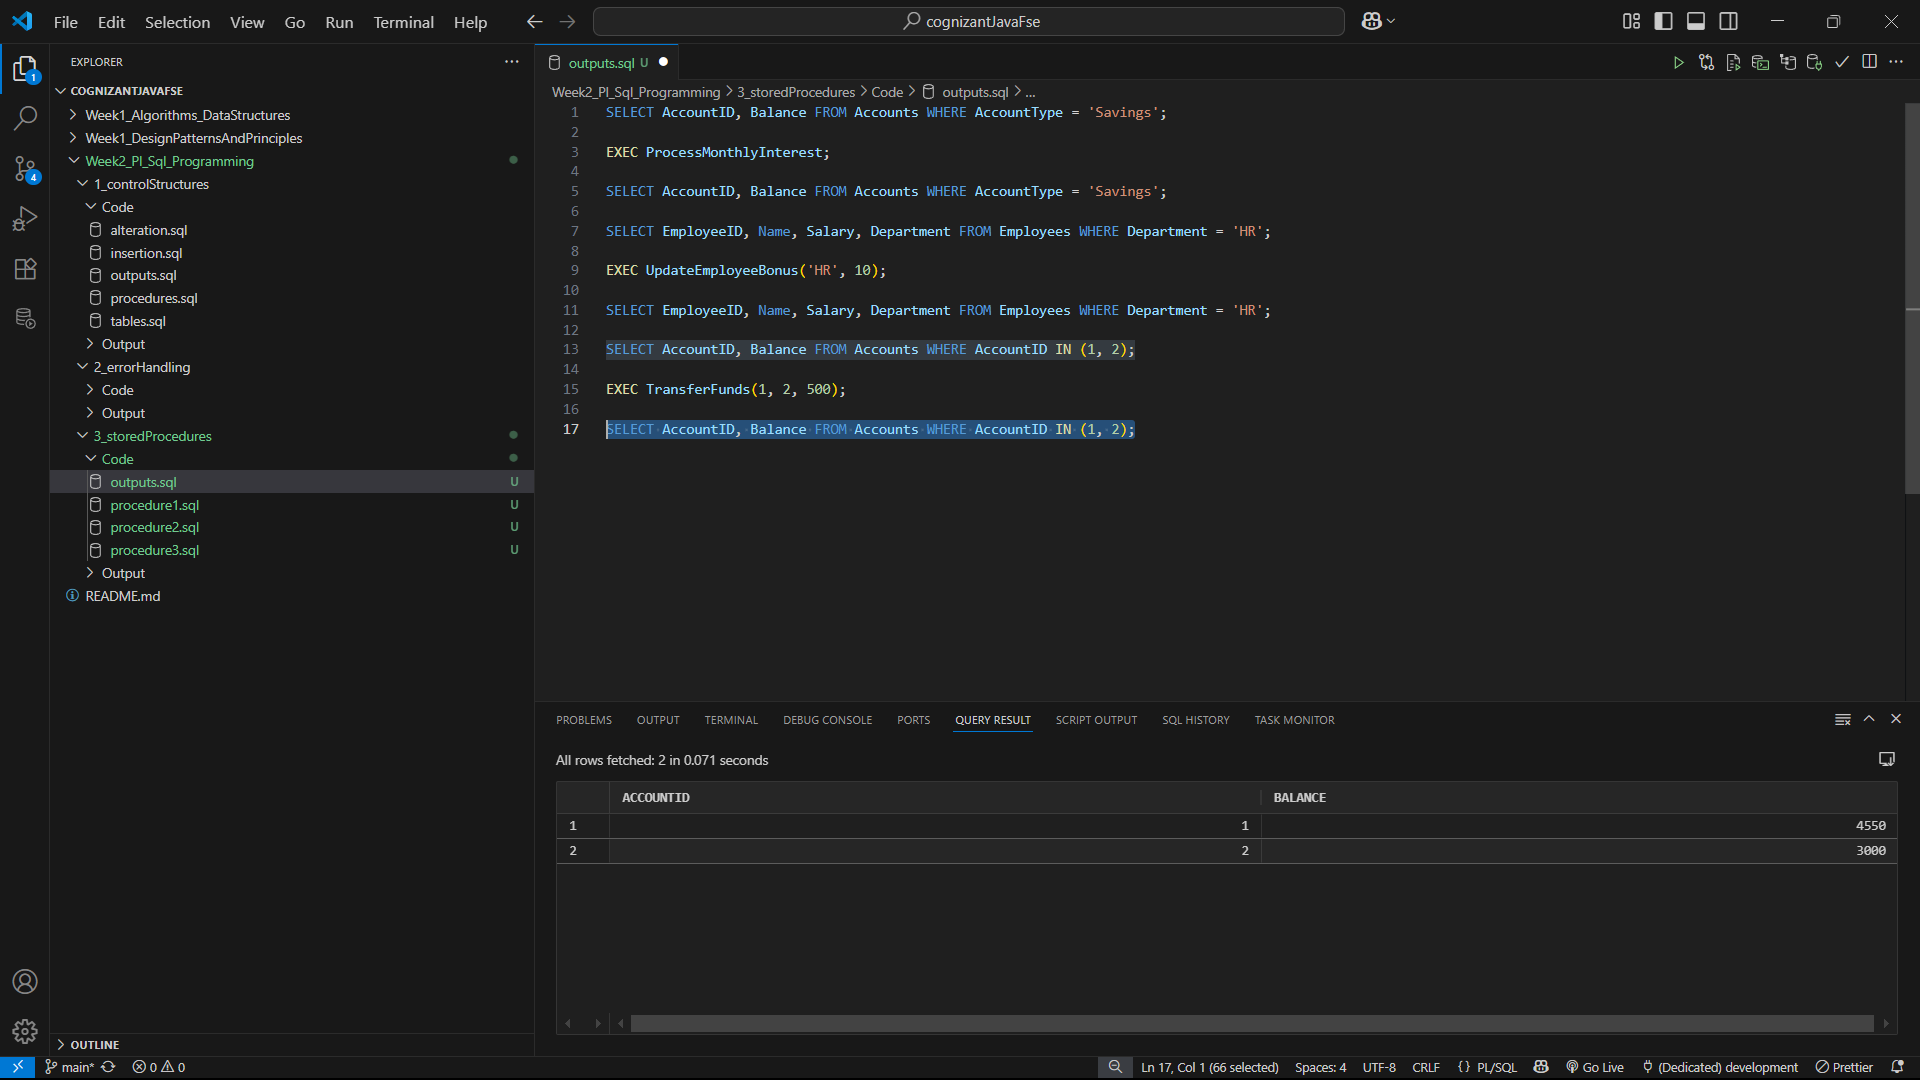 File Edit Selection View Go Run Terminal Help
cognizantJavaFse
EXPLORER
COGNIZANTJAVAFSE
Week1_Algorithms_DataStructures
Week1_DesignPatternsAndPrinciples
Week2_Pl_Sql_Programming
1_controlStructures
Code
alteration.sql
insertion.sql
outputs.sql
procedures.sql
tables.sql
Output
2_errorHandling
Code
Output
3_storedProcedures
Code
outputs.sql U
procedure1.sql U
procedure2.sql U
procedure3.sql U
Output
README.md
OUTLINE
1
4
outputs.sql U
Week2_Pl_Sql_Programming > 3_storedProcedures > Code > outputs.sql > ...
1 SELECT AccountID, Balance FROM Accounts WHERE AccountType = 'Savings';
2
3 EXEC ProcessMonthlyInterest;
4
5 SELECT AccountID, Balance FROM Accounts WHERE AccountType = 'Savings';
6
7 SELECT EmployeeID, Name, Salary, Department FROM Employees WHERE Department = 'HR';
8
9 EXEC UpdateEmployeeBonus('HR', 10);
10
11 SELECT EmployeeID, Name, Salary, Department FROM Employees WHERE Department = 'HR';
12
13 SELECT AccountID, Balance FROM Accounts WHERE AccountID IN (1, 2);
14
15 EXEC TransferFunds(1, 2, 500);
16
17 SELECT AccountID, Balance FROM Accounts WHERE AccountID IN (1, 2);
PROBLEMS OUTPUT TERMINAL DEBUG CONSOLE PORTS QUERY RESULT SCRIPT OUTPUT SQL HISTORY TASK MONITOR
All rows fetched: 2 in 0.071 seconds
ACCOUNTID BALANCE
1 1 4550
2 2 3000
main* 0 0 Ln 17, Col 1 (66 selected) Spaces: 4 UTF-8 CRLF {} PL/SQL Go Live (Dedicated) development Prettier